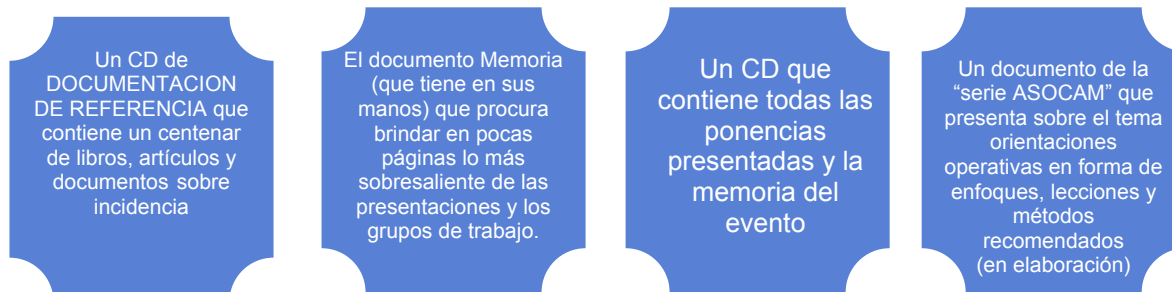 Un CD de
DOCUMENTACION
DE REFERENCIA que
contiene un centenar
de libros, artículos y
documentos sobre
incidencia
El documento Memoria
(que tiene en sus
manos) que procura
brindar en pocas
páginas lo más
sobresaliente de las
presentaciones y los
grupos de trabajo.
Un CD que
contiene todas las
ponencias
presentadas y la
memoria del
evento
Un documento de la
“serie ASOCAM” que
presenta sobre el tema
orientaciones
operativas en forma de
enfoques, lecciones y
métodos
recomendados
(en elaboración)